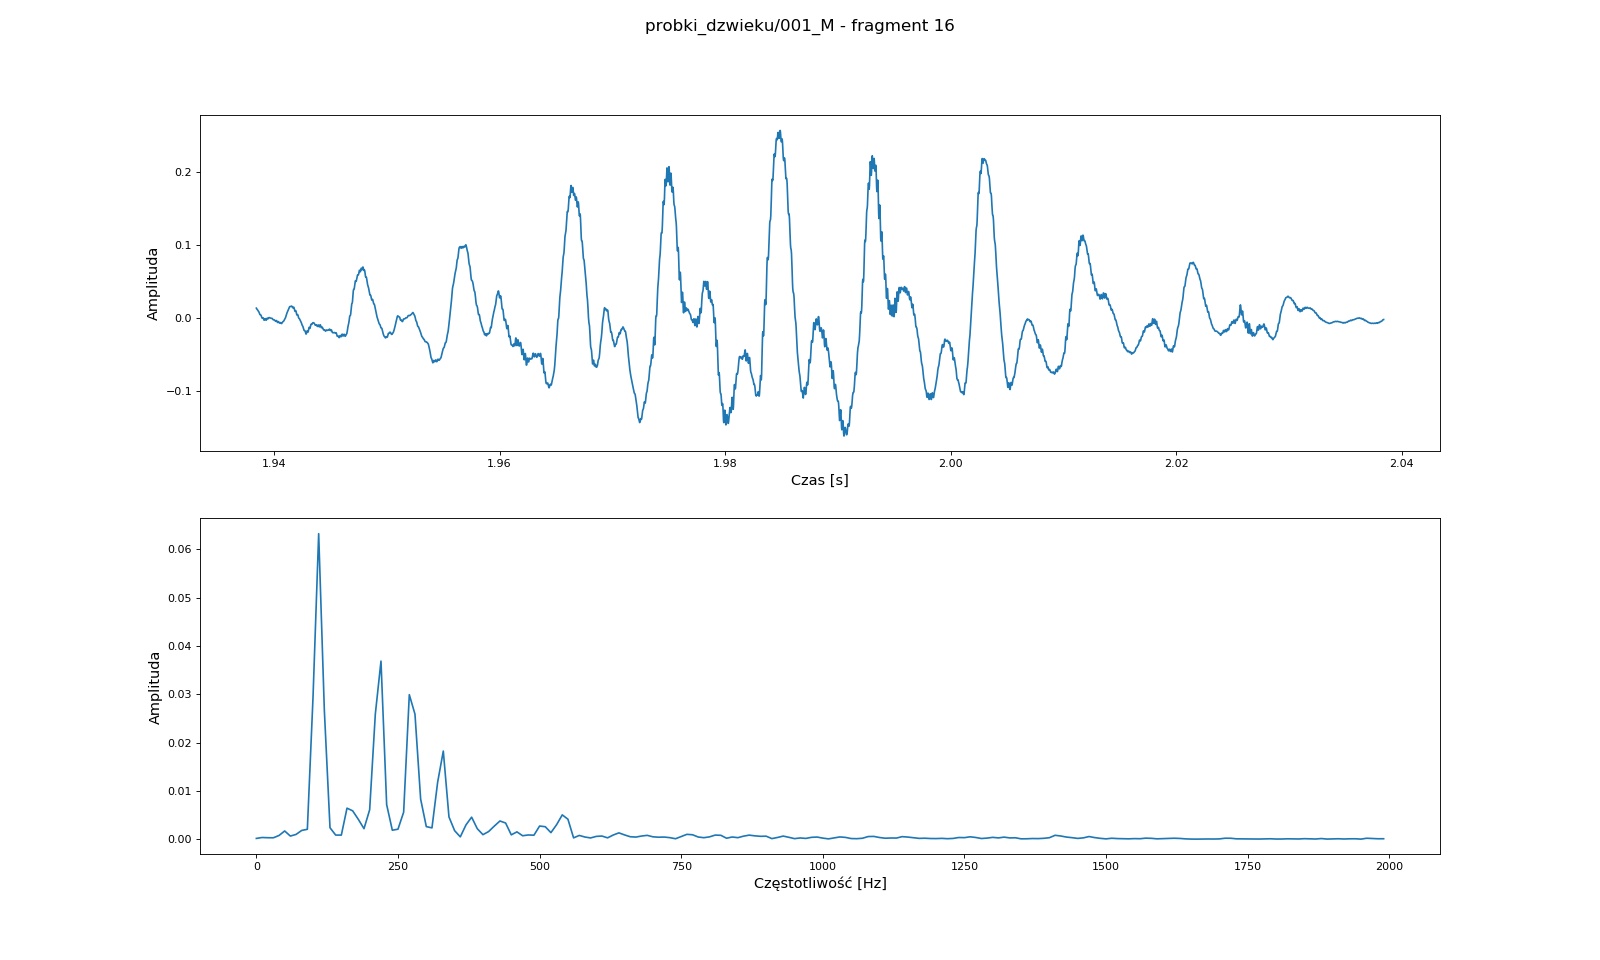 probki_dzwieku/001_M - fragment 16
Amplituda
0.2
0.1
0.0
−0.1
1.94 1.96 1.98 2.00 2.02 2.04
Czas [s]
Amplituda
0.06
0.05
0.04
0.03
0.02
0.01
0.00
0 250 500 750 1000 1250 1500 1750 2000
Częstotliwość [Hz]